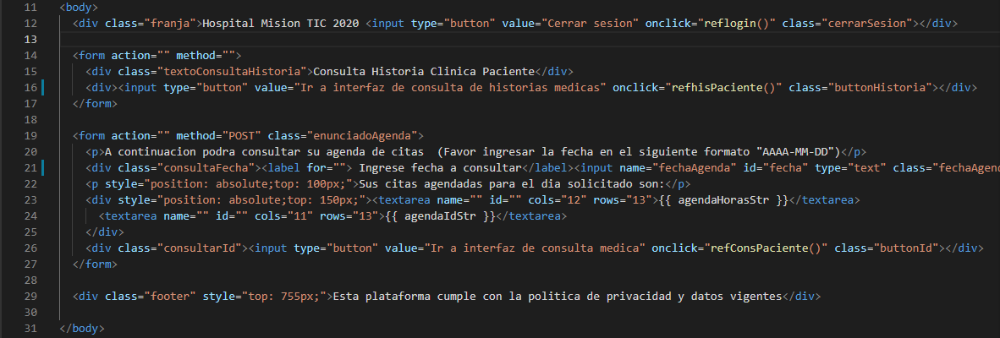 11 <body>
12 <div class="franja">Hospital Mision TIC 2020 <input type="button" value="Cerrar sesion" onclick="reflogin()" class="cerrarSesion"></div>
13
14 <form action="" method="">
15 <div class="textoConsultaHistoria">Consulta Historia Clinica Paciente</div>
16 <div><input type="button" value="Ir a interfaz de consulta de historias medicas" onclick="refhisPaciente()" class="buttonHistoria"></div>
17 </form>
18
19 <form action="" method="POST" class="enunciadoAgenda">
20 <p>A continuacion podra consultar su agenda de citas  (Favor ingresar la fecha en el siguiente formato "AAAA-MM-DD")</p>
21 <div class="consultaFecha"><label for=""> Ingrese fecha a consultar</label><input name="fechaAgenda" id="fecha" type="text" class="fechaAgen
22 <p style="position: absolute;top: 100px;">Sus citas agendadas para el dia solicitado son:</p>
23 <div style="position: absolute;top: 150px;"><textarea name="" id="" cols="12" rows="13">{{ agendaHorasStr }}</textarea>
24 <textarea name="" id="" cols="11" rows="13">{{ agendaIdStr }}</textarea>
25 </div>
26 <div class="consultarId"><input type="button" value="Ir a interfaz de consulta medica" onclick="refConsPaciente()" class="buttonId"></div>
27 </form>
28
29 <div class="footer" style="top: 755px;">Esta plataforma cumple con la politica de privacidad y datos vigentes</div>
30
31 </body>